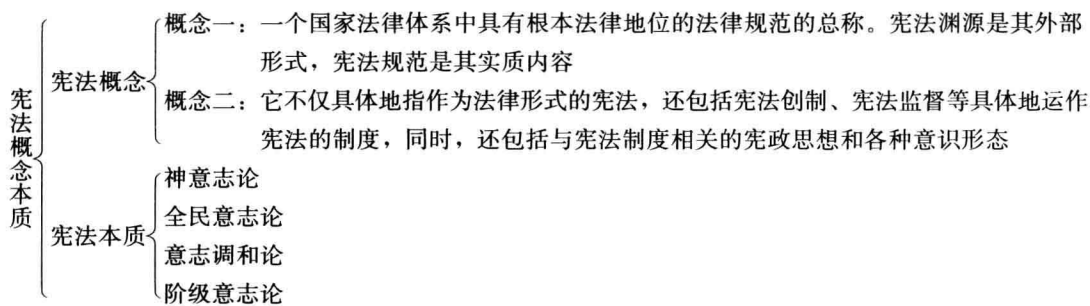 宪法概念本质
宪法概念
概念一：一个国家法律体系中具有根本法律地位的法律规范的总称。宪法渊源是其外部
形式，宪法规范是其实质内容
概念二：它不仅具体地指作为法律形式的宪法，还包括宪法创制、宪法监督等具体地运作
宪法的制度，同时，还包括与宪法制度相关的宪政思想和各种意识形态
宪法本质
神意志论
全民意志论
意志调和论
阶级意志论